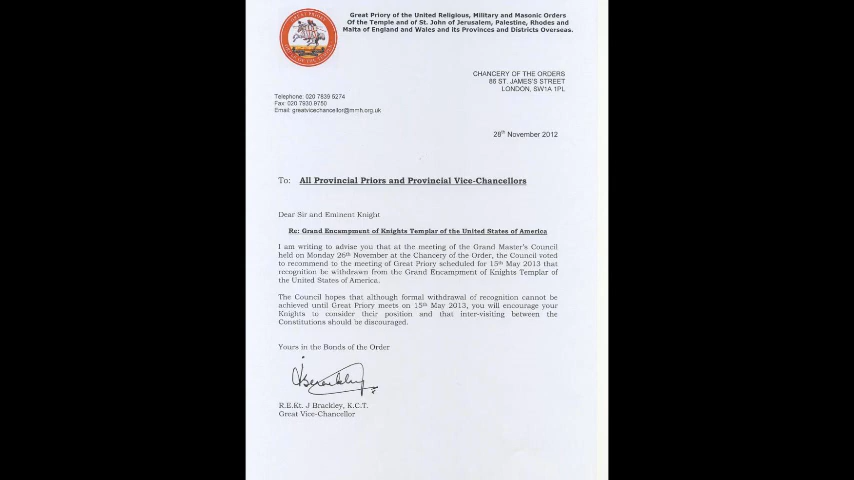 GREAT PRIORY
Great Priory of the United Religious, Military and Masonic Orders
Of the Temple and of St. John of Jerusalem, Palestine, Rhodes and
Malta of England and Wales and its Provinces and Districts Overseas.
CHANCERY OF THE ORDERS
86 ST. JAMES'S STREET
LONDON, SW1A 1PL
Telephone: 020 7839 5274
Fax: 020 7930 9750
Email: greatvicechancellor@mmh.org.uk
28th November 2012
To: All Provincial Priors and Provincial Vice-Chancellors
Dear Sir and Eminent Knight
Re: Grand Encampment of Knights Templar of the United States of America
I am writing to advise you that at the meeting of the Grand Master's Council
held on Monday 26th November at the Chancery of the Order, the Council voted
to recommend to the meeting of Great Priory scheduled for 15th May 2013 that
recognition be withdrawn from the Grand Encampment of Knights Templar of
the United States of America.
The Council hopes that although formal withdrawal of recognition cannot be
achieved until Great Priory meets on 15th May 2013, you will encourage your
Knights to consider their position and that inter-visiting between the
Constitutions should be discouraged.
Yours in the Bonds of the Order
R.E.Kt. J Brackley, K.C.T.
Great Vice-Chancellor